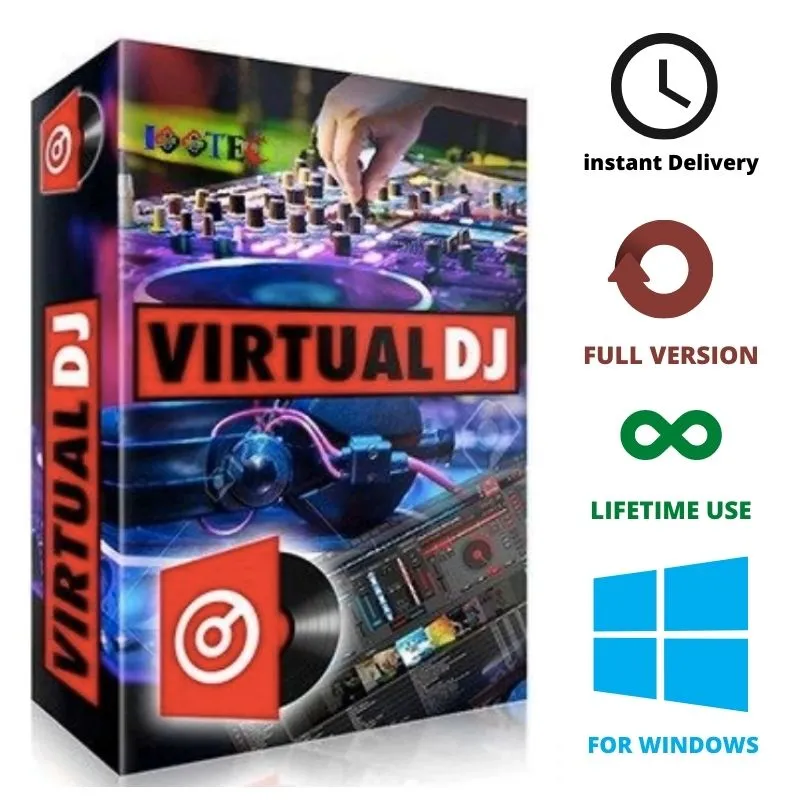 VIRTUAL DJ
VIRTUAL DJ
instant Delivery
FULL VERSION
LIFETIME USE
FOR WINDOWS